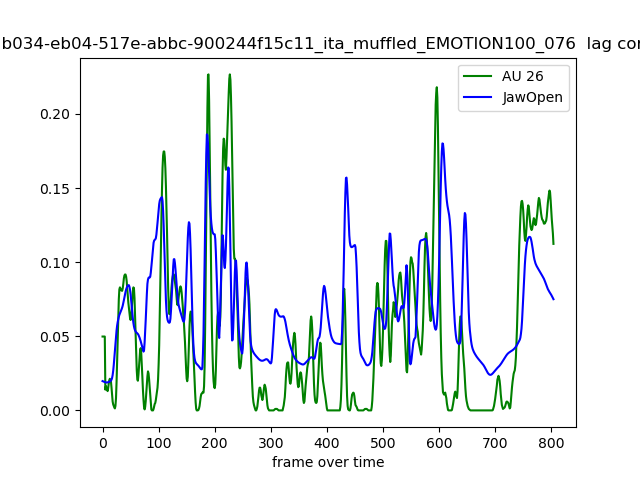 b034-eb04-517e-abbc-900244f15c11_ita_muffled_EMOTION100_076 lag
AU 26
JawOpen
0.20
0.15
0.10
0.05
0.00
0 100 200 300 400 500 600 700 800
frame over time